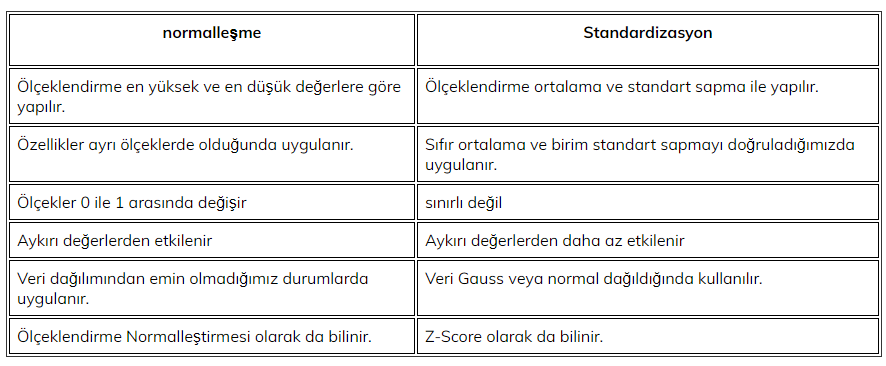 normalleşme
Standardizasyon
Ölçeklendirme en yüksek ve en düşük değerlere göre
yapılır.
Ölçeklendirme ortalama ve standart sapma ile yapılır.
Özellikler ayrı ölçeklerde olduğunda uygulanır.
Sıfır ortalama ve birim standart sapmayı doğruladığımızda
uygulanır.
Ölçekler 0 ile 1 arasında değişir
sınırlı değil
Aykırı değerlerden etkilenir
Aykırı değerlerden daha az etkilenir
Veri dağılımından emin olmadığımız durumlarda
uygulanır.
Veri Gauss veya normal dağıldığında kullanılır.
Ölçeklendirme Normalleştirmesi olarak da bilinir.
Z-Score olarak da bilinir.